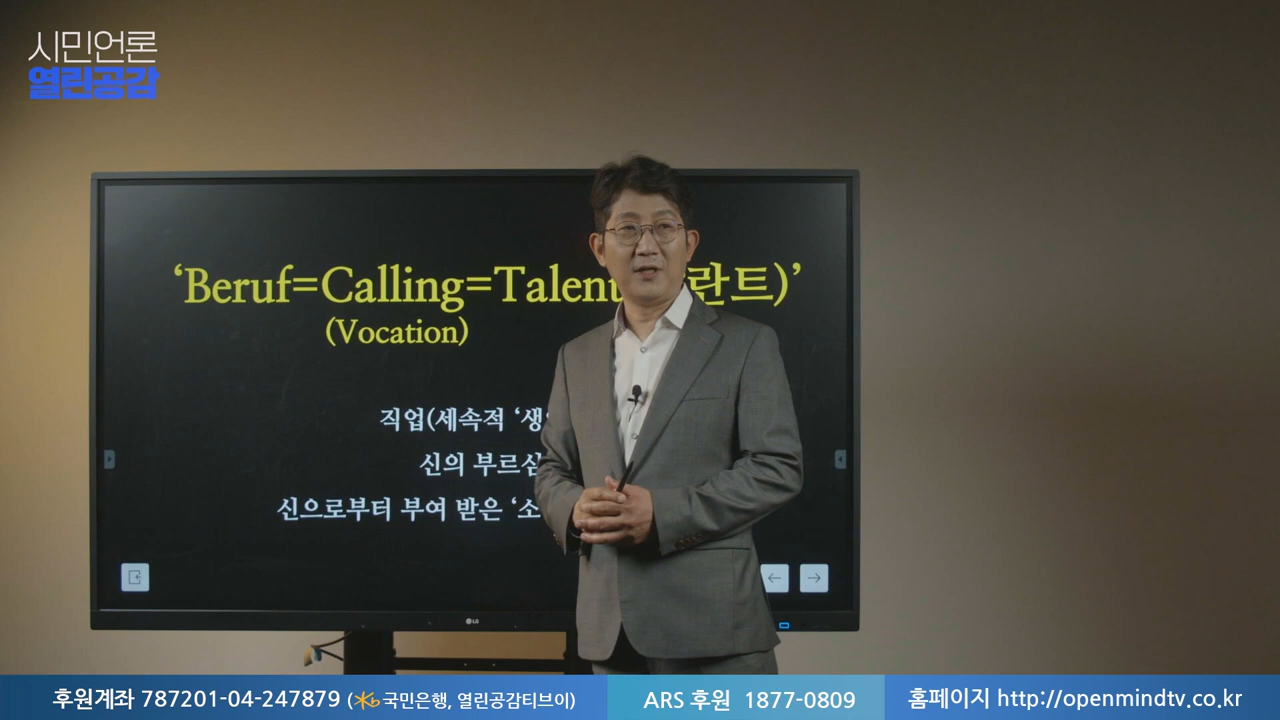 시민언론
열린공감
‘Beruf=Calling=Talent 란트)’
(Vocation)
직업(세속적 ‘생
신의 부르심
신으로부터 부여 받은 ‘소
LG
후원계좌 787201-04-247879 (국민은행, 열린공감티브이)
ARS 후원 1877-0809
홈페이지 http://openmindtv.co.kr